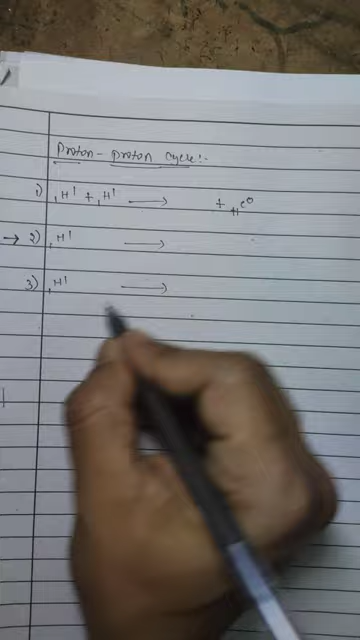 Proton - proton cycle :-
1) ₁H¹ + ₁H¹ ⟶ + ₊₁e⁰
→ 2) ₁H¹ ⟶
3) ₁H¹ ⟶